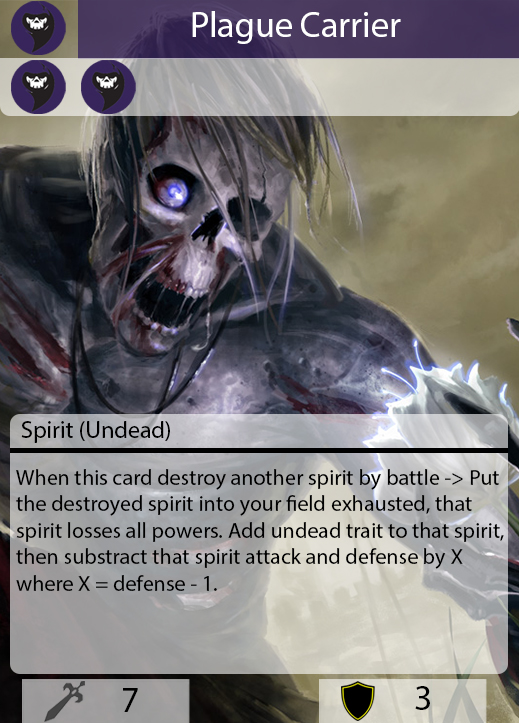 Plague Carrier
Spirit (Undead)
When this card destroy another spirit by battle -> Put
the destroyed spirit into your field exhausted, that
spirit losses all powers. Add undead trait to that spirit,
then substract that spirit attack and defense by X
where X = defense - 1.
7
3